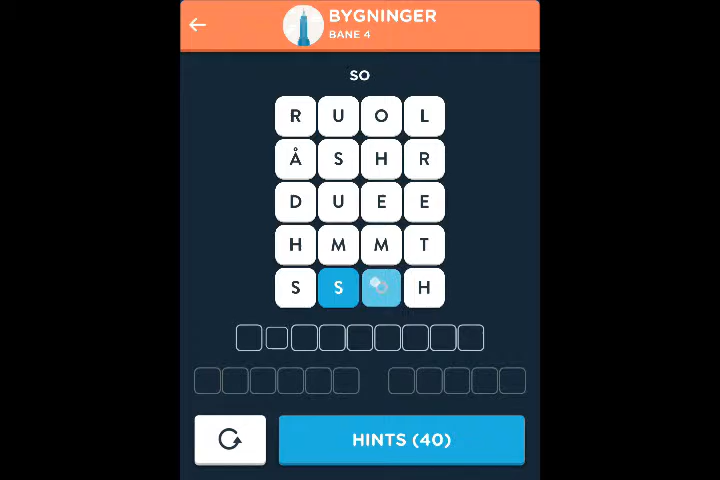 BYGNINGER
BANE 4
SO
R U O L
Å S H R
D U E E
H M M T
S S O H
HINTS (40)